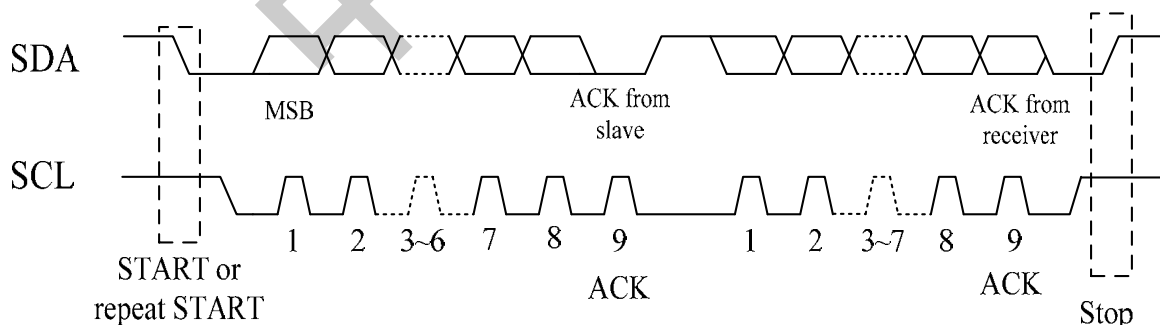 SDA
MSB
ACK from
slave
ACK from
receiver
SCL
1 2 3~6 7 8 9 1 2 3~7 8 9
START or
repeat START
ACK
ACK
Stop